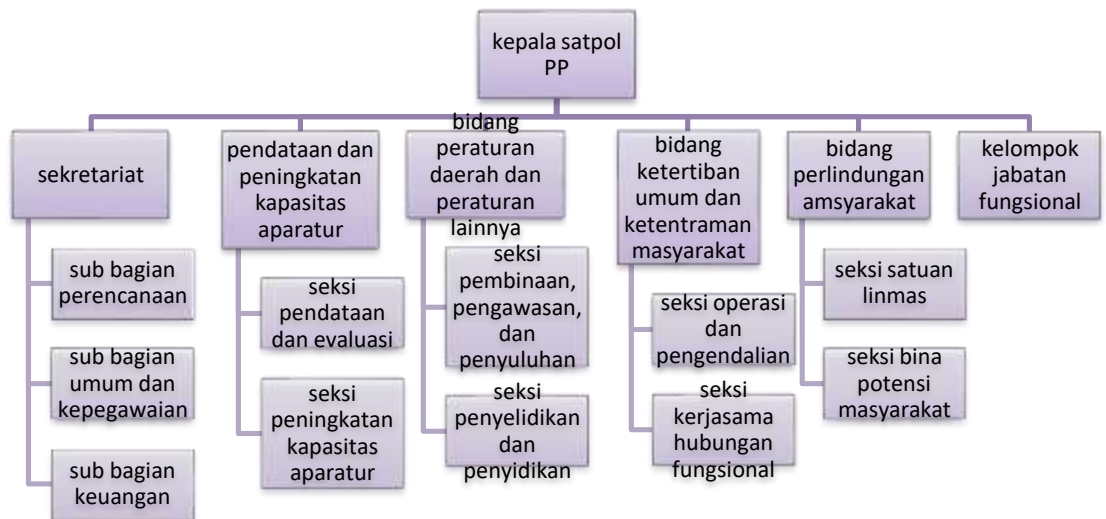 kepala satpol
PP
sekretariat
sub bagian
perencanaan
sub bagian
umum dan
kepegawaian
sub bagian
keuangan
pendataan dan
peningkatan
kapasitas
aparatur
seksi
pendataan
dan evaluasi
seksi
peningkatan
kapasitas
aparatur
bidang
peraturan
daerah dan
peraturan
lainnya
seksi
pembinaan,
pengawasan,
dan
penyuluhan
seksi
penyelidikan
dan
penyidikan
bidang
ketertiban
umum dan
ketentraman
masyarakat
seksi operasi
dan
pengendalian
seksi
kerjasama
hubungan
fungsional
bidang
perlindungan
amsyarakat
seksi satuan
linmas
seksi bina
potensi
masyarakat
kelompok
jabatan
fungsional